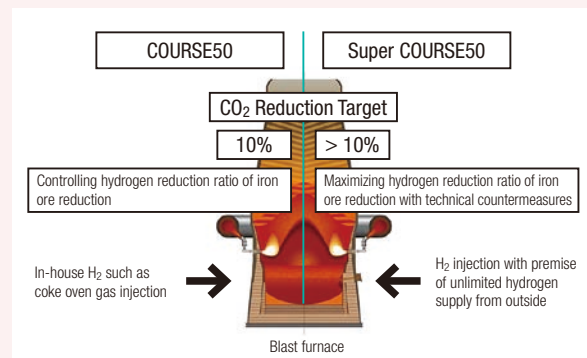 COURSE50
Super COURSE50
CO₂ Reduction Target
10%
> 10%
Controlling hydrogen reduction ratio of iron
ore reduction
Maximizing hydrogen reduction ratio of iron
ore reduction with technical countermeasures
In-house H₂ such as
coke oven gas injection
H₂ injection with premise
of unlimited hydrogen
supply from outside
Blast furnace